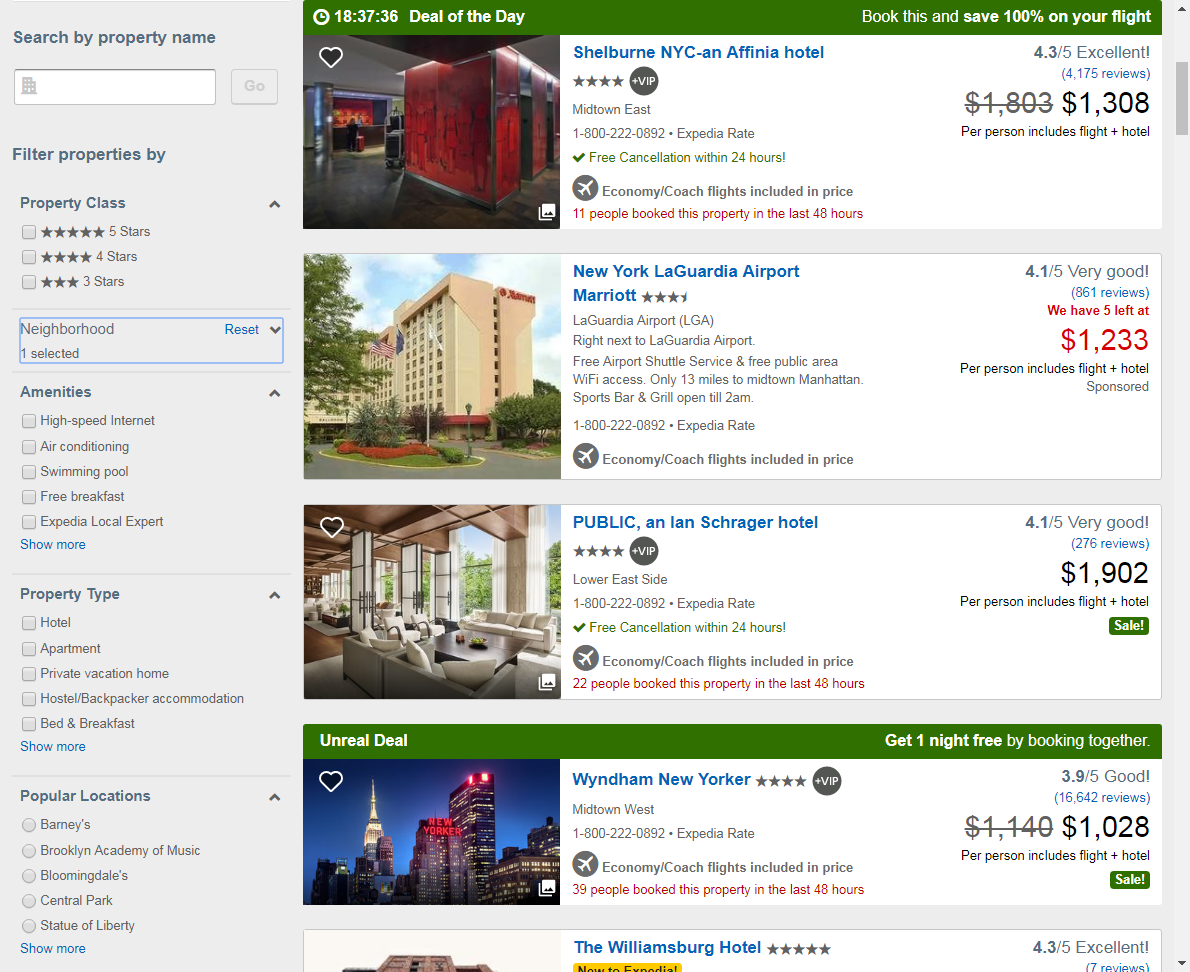 Search by property name
Go
Filter properties by
Property Class
5 Stars
4 Stars
3 Stars
Neighborhood Reset
1 selected
Amenities
High-speed Internet
Air conditioning
Swimming pool
Free breakfast
Expedia Local Expert
Show more
Property Type
Hotel
Apartment
Private vacation home
Hostel/Backpacker accommodation
Bed & Breakfast
Show more
Popular Locations
Barney's
Brooklyn Academy of Music
Bloomingdale's
Central Park
Statue of Liberty
Show more
18:37:36 Deal of the Day Book this and save 100% on your flight
Shelburne NYC-an Affinia hotel
+VIP
Midtown East
1-800-222-0892 • Expedia Rate
Free Cancellation within 24 hours!
Economy/Coach flights included in price
11 people booked this property in the last 48 hours
4.3/5 Excellent!
(4,175 reviews)
$1,803 $1,308
Per person includes flight + hotel
Marriott
New York LaGuardia Airport
Marriott
LaGuardia Airport (LGA)
Right next to LaGuardia Airport.
Free Airport Shuttle Service & free public area
WiFi access. Only 13 miles to midtown Manhattan.
Sports Bar & Grill open till 2am.
1-800-222-0892 • Expedia Rate
Economy/Coach flights included in price
4.1/5 Very good!
(861 reviews)
We have 5 left at
$1,233
Per person includes flight + hotel
Sponsored
PUBLIC, an Ian Schrager hotel
+VIP
Lower East Side
1-800-222-0892 • Expedia Rate
Free Cancellation within 24 hours!
Economy/Coach flights included in price
22 people booked this property in the last 48 hours
4.1/5 Very good!
(276 reviews)
$1,902
Per person includes flight + hotel
Sale!
Unreal Deal Get 1 night free by booking together.
NEW
YORKER
Wyndham New Yorker +VIP
Midtown West
1-800-222-0892 • Expedia Rate
Economy/Coach flights included in price
39 people booked this property in the last 48 hours
3.9/5 Good!
(16,642 reviews)
$1,140 $1,028
Per person includes flight + hotel
Sale!
The Williamsburg Hotel
New to Expedia!
4.3/5 Excellent!
(7 reviews)